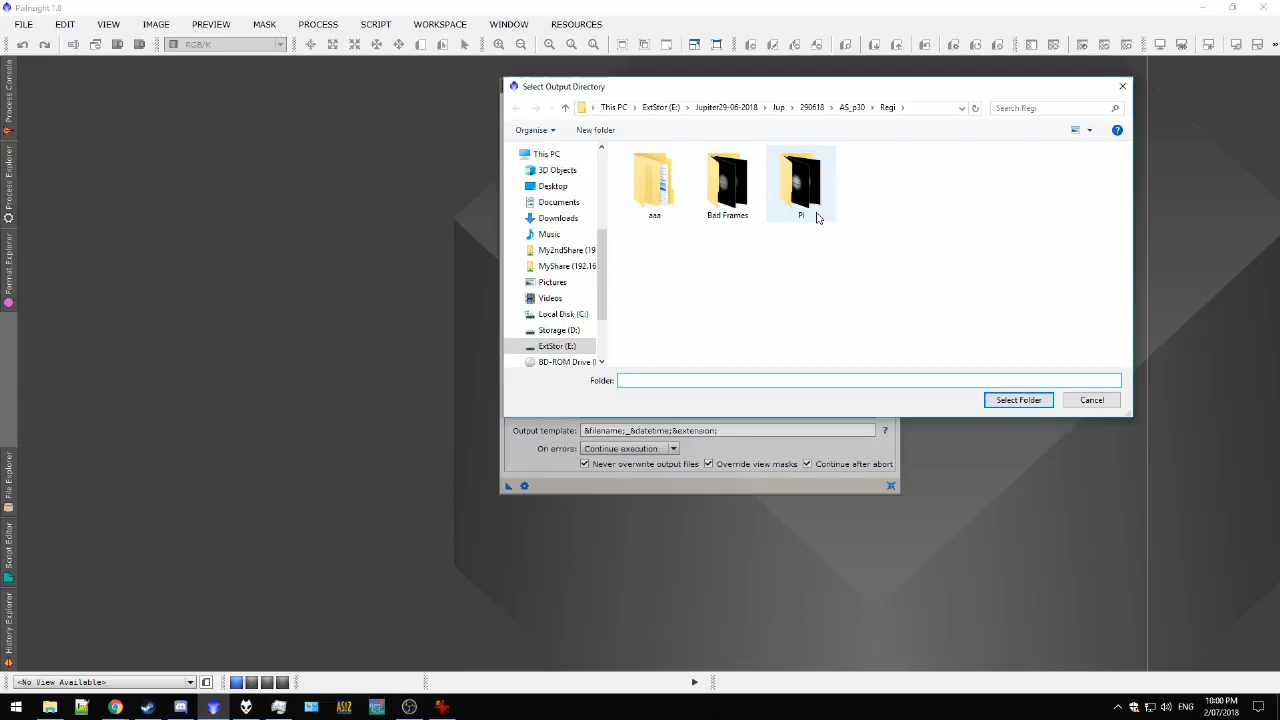 PixInsight 1.8
FILE EDIT VIEW IMAGE PREVIEW MASK PROCESS SCRIPT WORKSPACE WINDOW RESOURCES
RGB/K
Process Console
Process Explorer
Format Explorer
File Explorer
Script Editor
History Explorer
Select Output Directory
This PC > ExtStor (E:) > Jupiter29-06-2018 > Jup > 290618 > AS_p30 > Regi >
Search Regi
Organise New folder
This PC
3D Objects
Desktop
Documents
Downloads
Music
My2ndShare (19
MyShare (192.16
Pictures
Videos
Local Disk (C:)
Storage (D:)
ExtStor (E:)
BD-ROM Drive (
aaa
Bad Frames
PI
Folder:
Select Folder Cancel
Output template: &filename;_&datetime;&extension; ?
On errors: Continue execution
Never overwrite output files Override view masks Continue after abort
<No View Available>
ENG
10:00 PM
2/07/2018